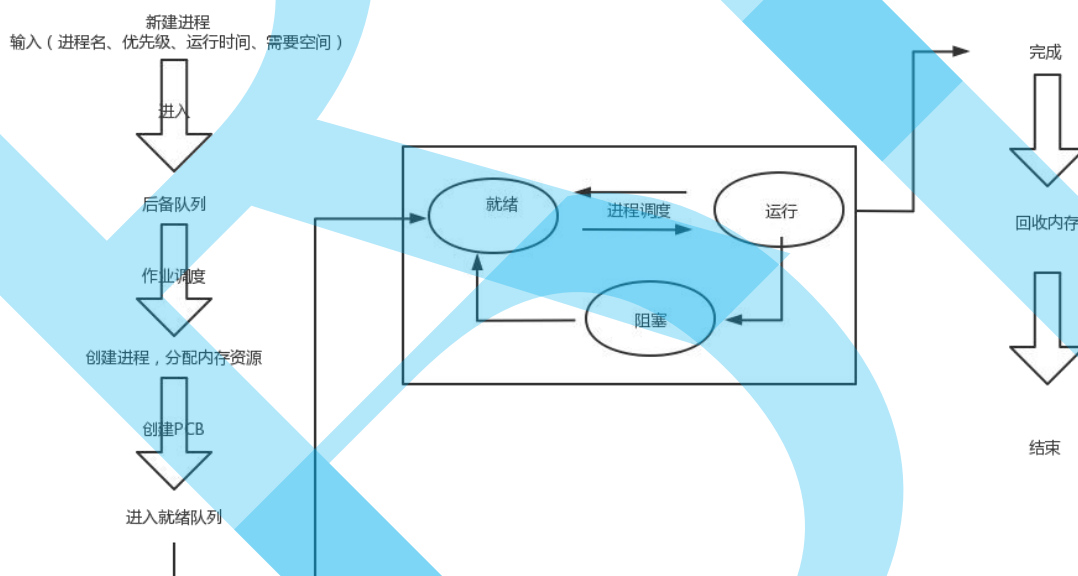 新建进程
输入（进程名、优先级、运行时间、需要空间）
进入
后备队列
作业调度
创建进程，分配内存资源
创建PCB
进入就绪队列
就绪
进程调度
运行
阻塞
完成
回收内存
结束